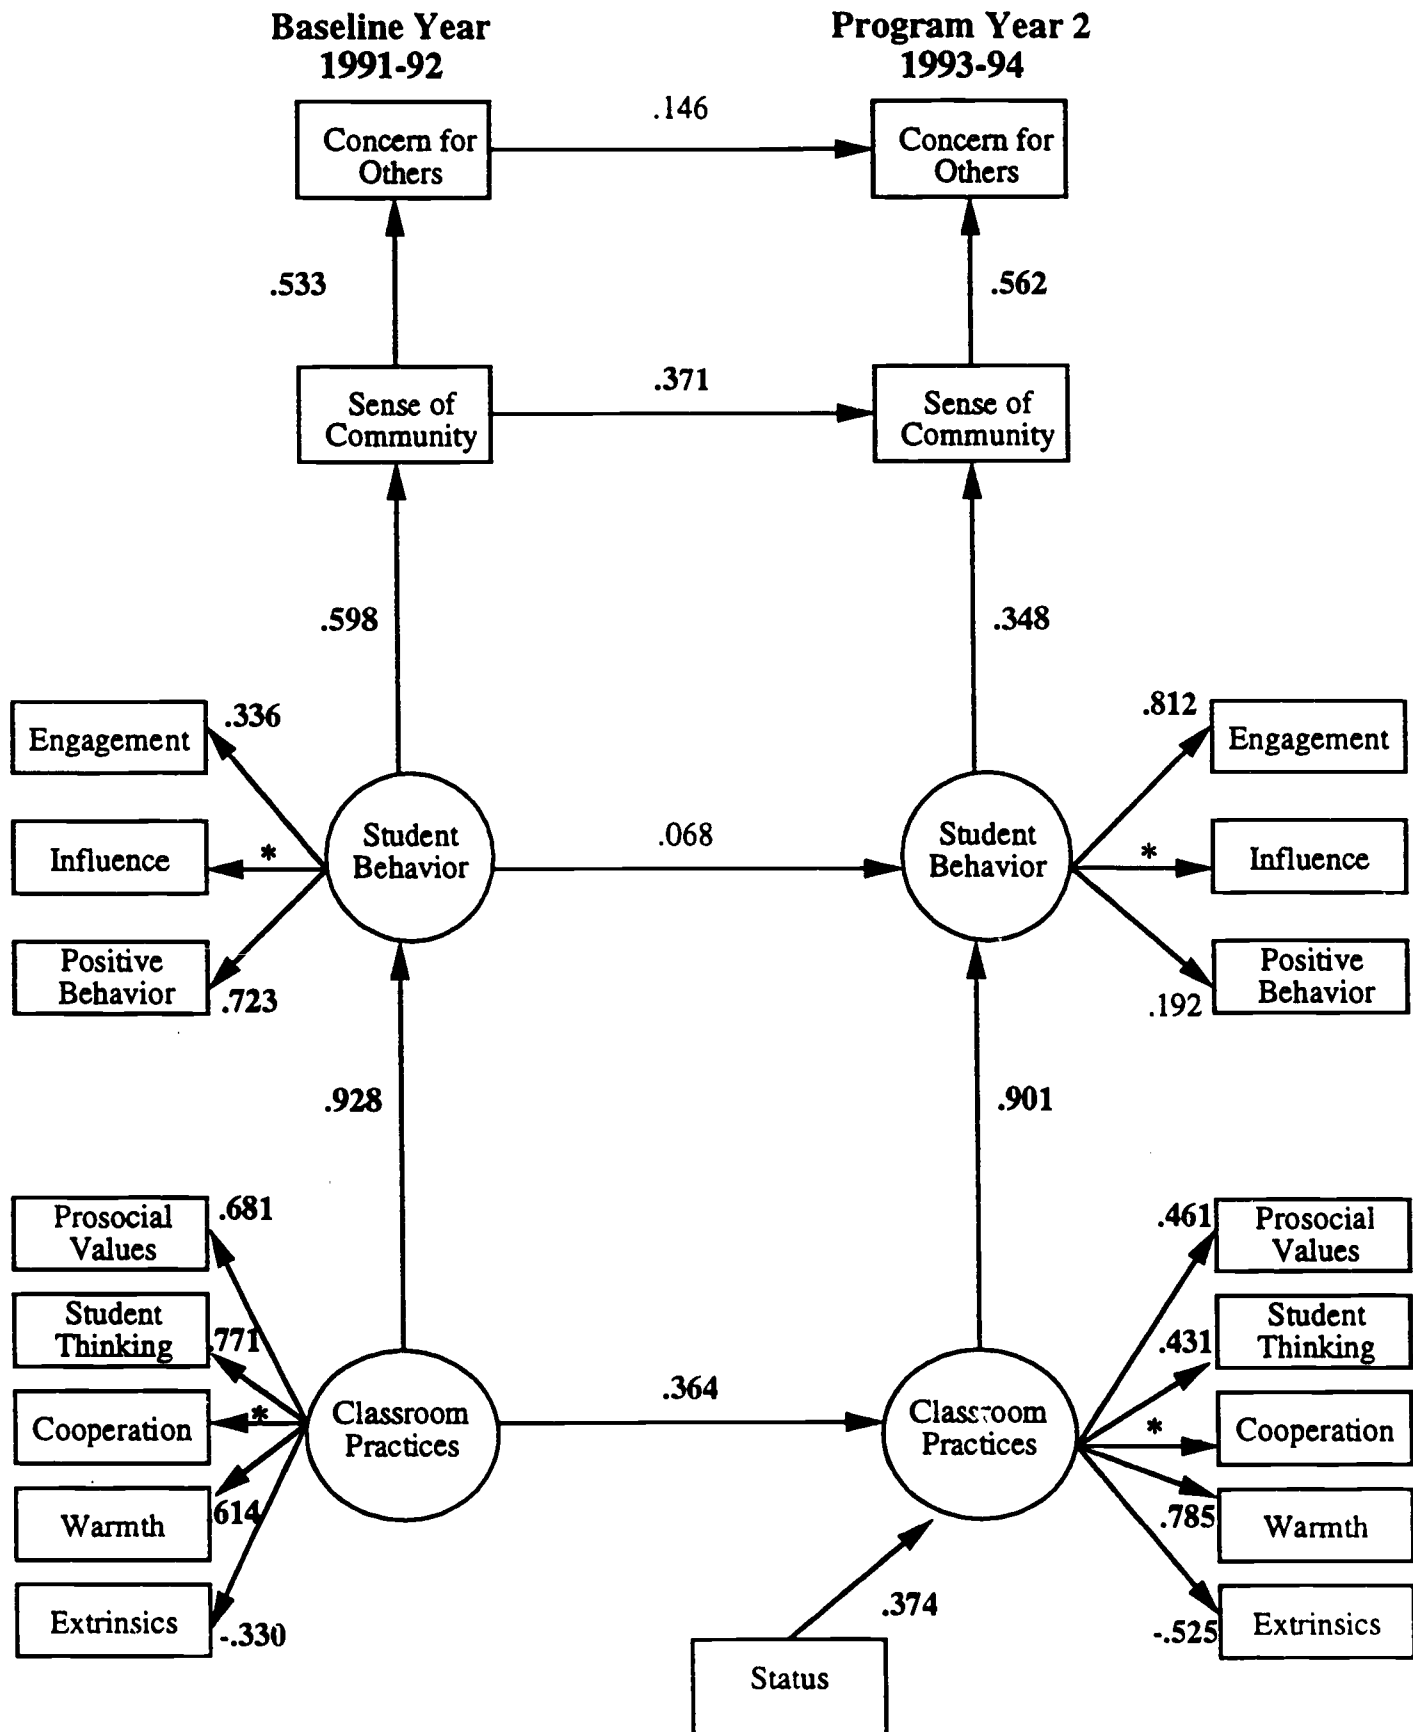 Baseline Year
1991-92
Program Year 2
1993-94
Concern for
Others
.146
Concern for
Others
.533
.562
Sense of
Community
.371
Sense of
Community
.598
.348
Engagement
.336
.812
Engagement
Influence
*
Student
Behavior
.068
Student
Behavior
*
Influence
Positive
Behavior
.723
.192
Positive
Behavior
.928
.901
Prosocial
Values
.681
.461
Prosocial
Values
Student
Thinking
.771
.431
Student
Thinking
Cooperation
*
Classroom
Practices
.364
Classroom
Practices
*
Cooperation
Warmth
.614
.785
Warmth
Extrinsics
-.330
.374
-.525
Extrinsics
Status